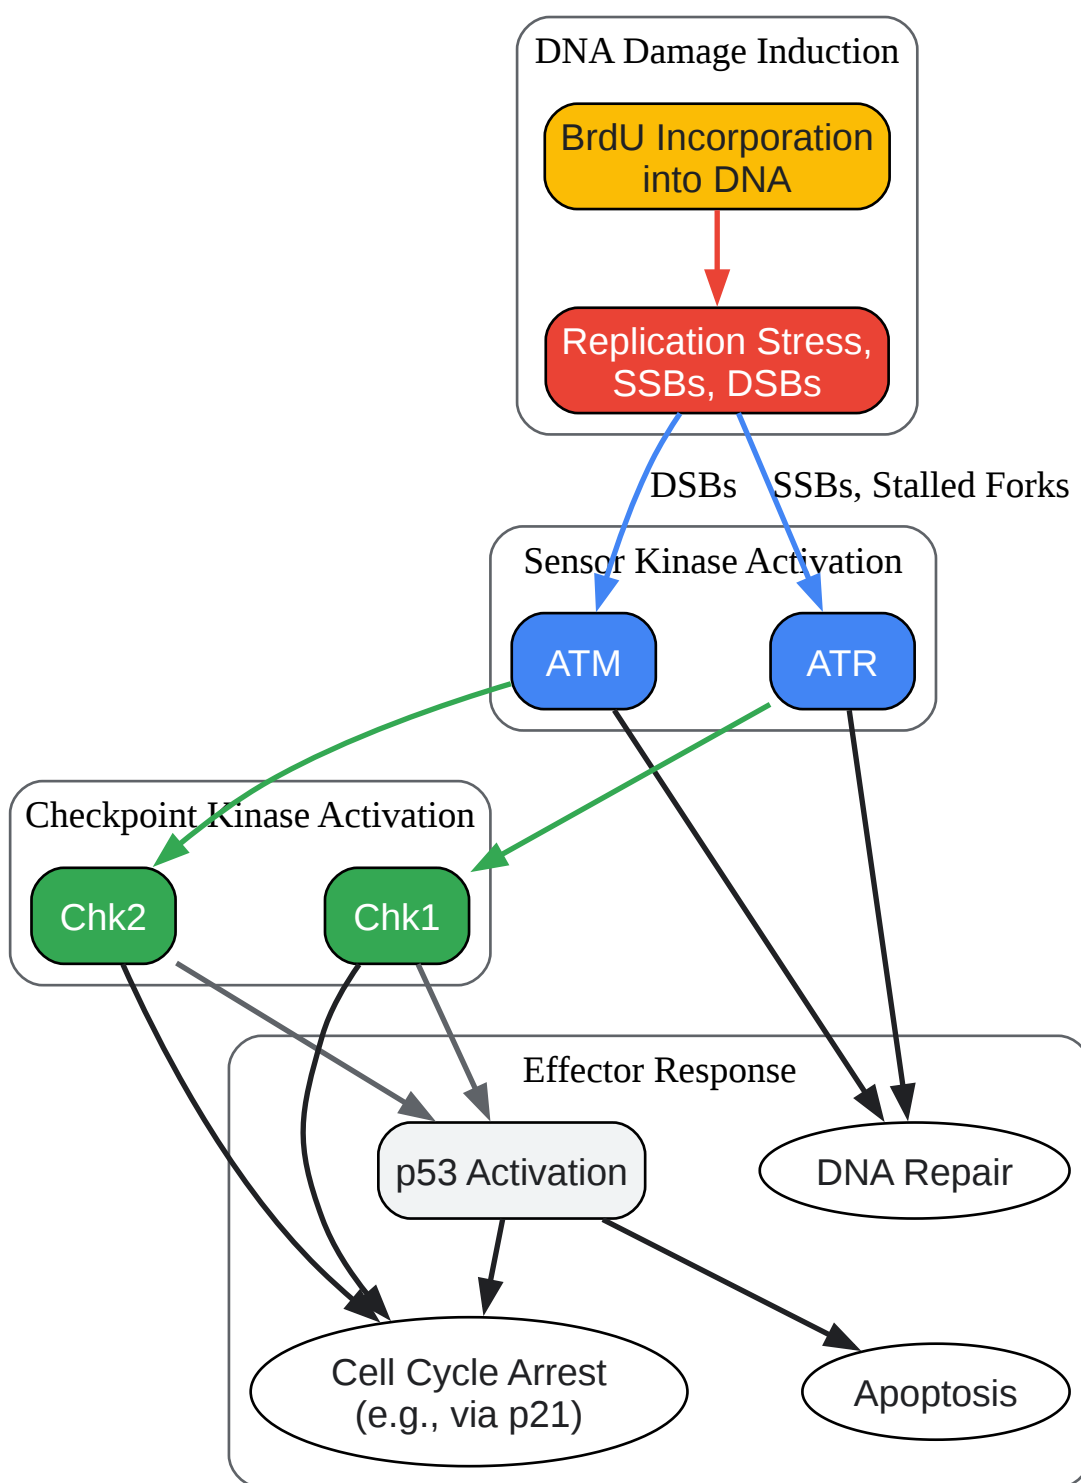 DNA Damage Induction
BrdU Incorporation
into DNA
Replication Stress,
SSBs, DSBs
DSBs
SSBs, Stalled Forks
Sensor Kinase Activation
ATM
ATR
Checkpoint Kinase Activation
Chk2
Chk1
Effector Response
p53 Activation
DNA Repair
Cell Cycle Arrest
(e.g., via p21)
Apoptosis